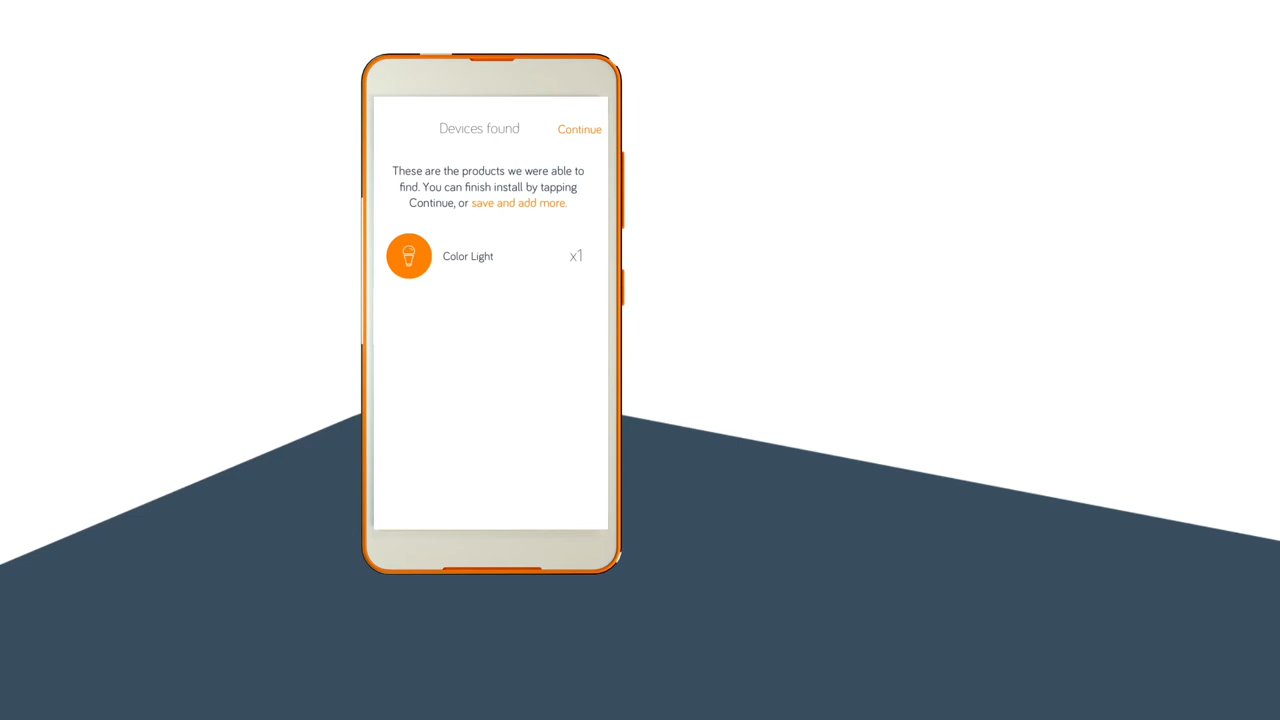 Devices found
Continue
These are the products we were able to
find. You can finish install by tapping
Continue, or save and add more.
Color Light
x1